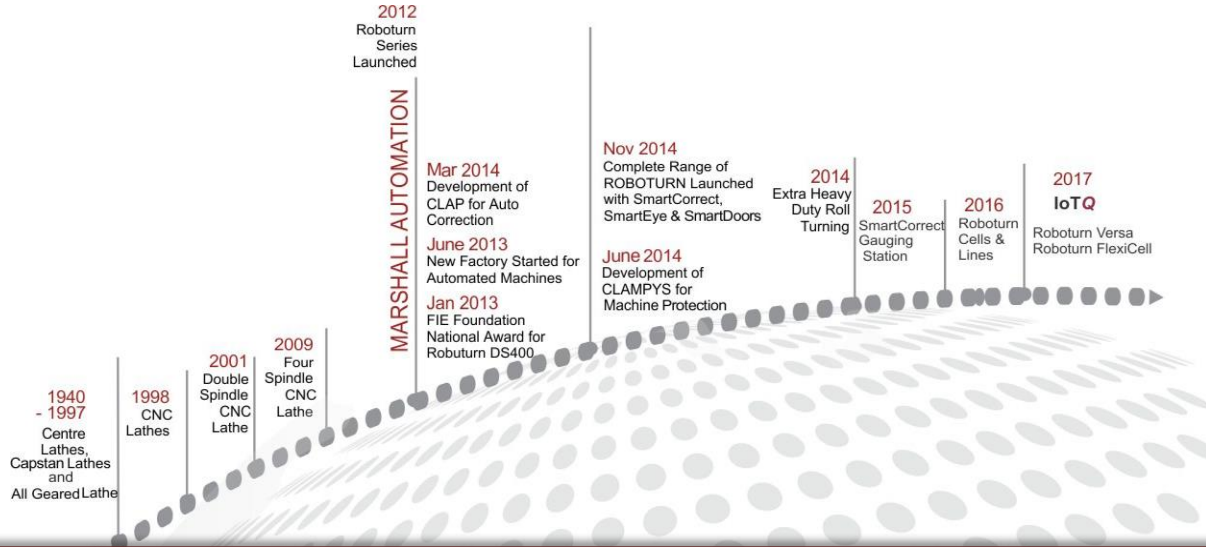 1940
- 1997
Centre
Lathes,
Capstan Lathes
and
All Geared Lathe
1998
CNC
Lathes
2001
Double
Spindle
CNC
Lathe
2009
Four
Spindle
CNC
Lathe
2012
Roboturn
Series
Launched
MARSHALL AUTOMATION
Mar 2014
Development of
CLAP for Auto
Correction
June 2013
New Factory Started for
Automated Machines
Jan 2013
FIE Foundation
National Award for
Robuturn DS400
Nov 2014
Complete Range of
ROBOTURN Launched
with SmartCorrect,
SmartEye & SmartDoors
June 2014
Development of
CLAMPYS for
Machine Protection
2014
Extra Heavy
Duty Roll
Turning
2015
SmartCorrect
Gauging
Station
2016
Roboturn
Cells &
Lines
2017
IoTQ
Roboturn Versa
Roboturn FlexiCell